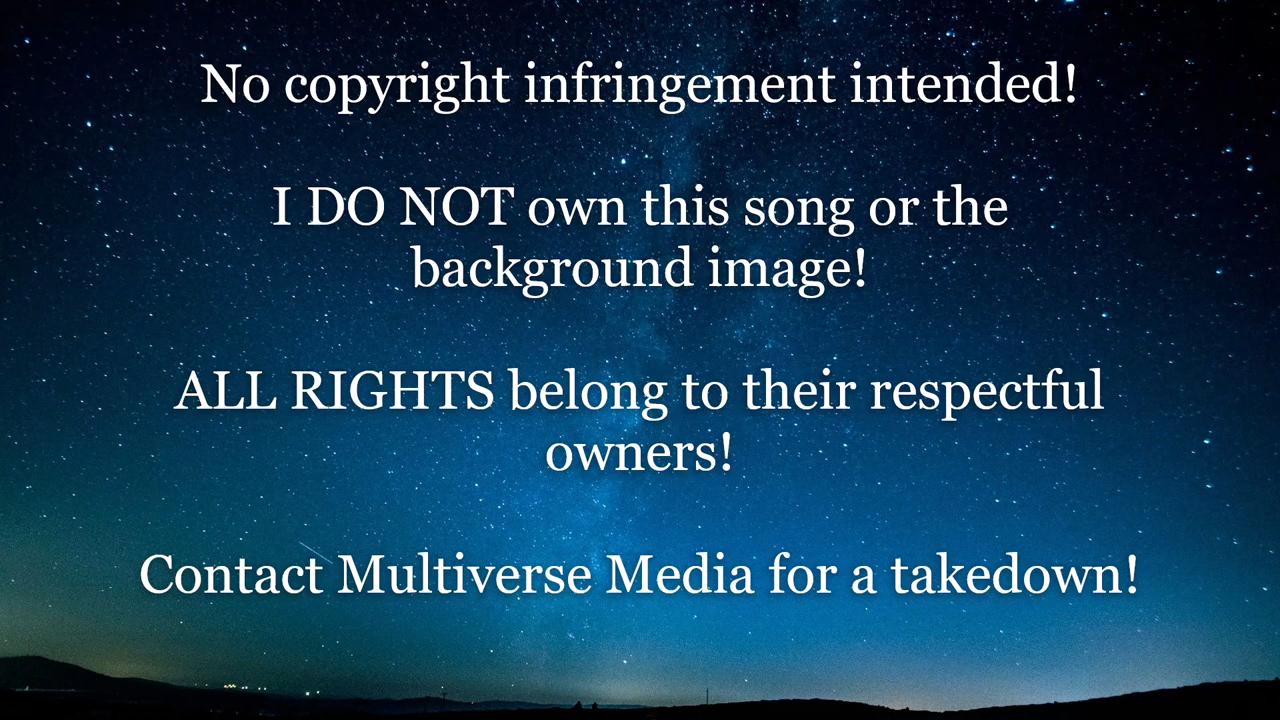 No copyright infringement intended!
I DO NOT own this song or the
background image!
ALL RIGHTS belong to their respectful
owners!
Contact Multiverse Media for a takedown!